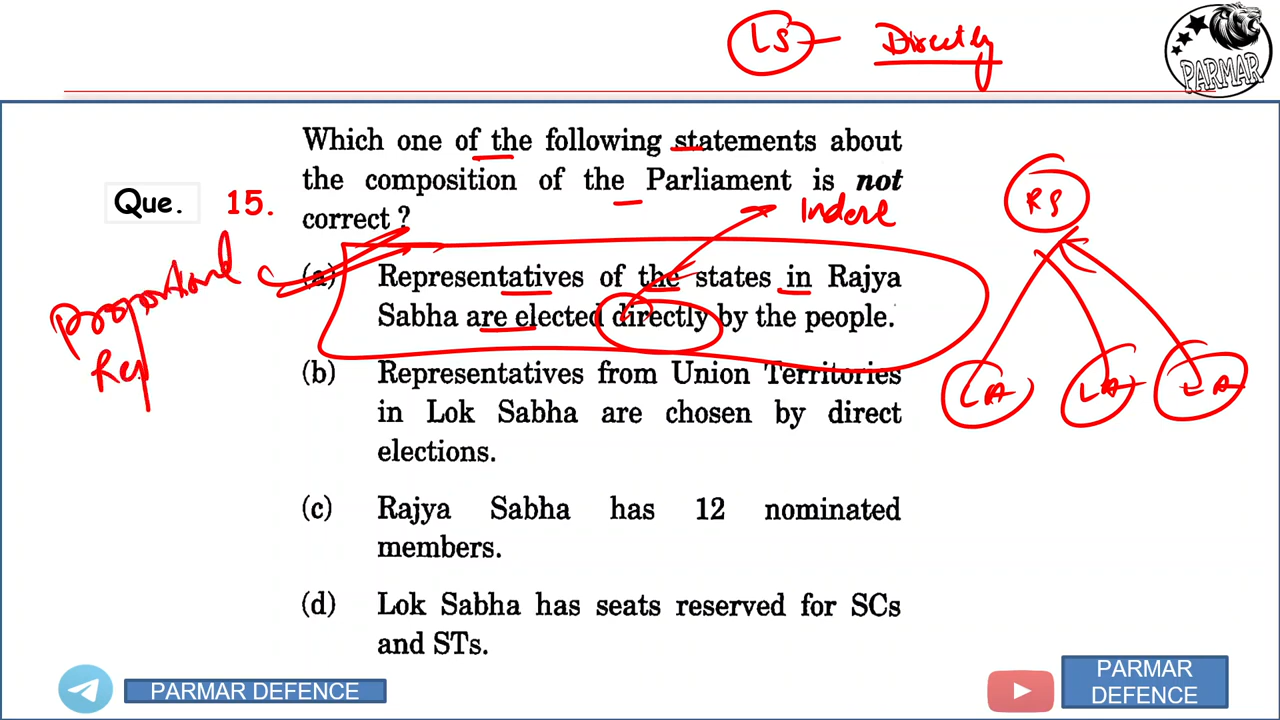 LS - Directly
PARMAR
Which one of the following statements about
the composition of the Parliament is not
correct ?
Que. 15.
Indire
RS
Proportional
Rep
(a) Representatives of the states in Rajya
Sabha are elected directly by the people.
(b) Representatives from Union Territories
in Lok Sabha are chosen by direct
elections.
LA LA LA
(c) Rajya Sabha has 12 nominated
members.
(d) Lok Sabha has seats reserved for SCs
and STs.
PARMAR DEFENCE
PARMAR
DEFENCE